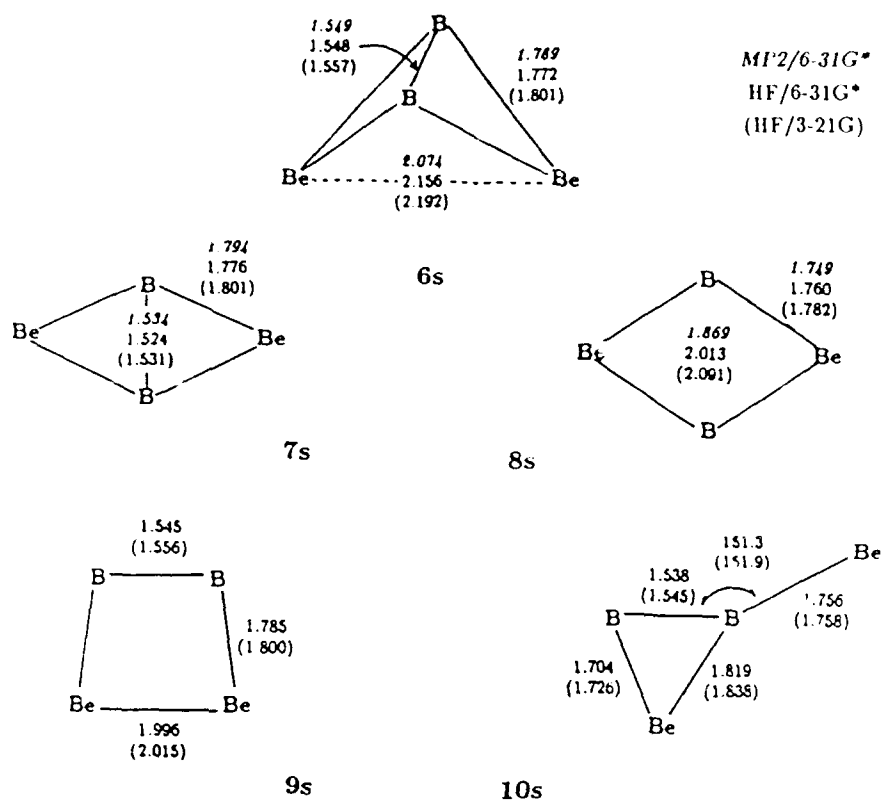 1.549
1.548
(1.557)
B
1.769
1.772
(1.801)
MP2/6-31G*
HF/6-31G*
(HF/3-21G)
B
Be
2.074
2.156
(2.192)
Be
6s
1.794
1.776
(1.801)
B
Be
1.534
1.524
(1.531)
Be
B
7s
1.749
1.760
(1.782)
B
Be
1.869
2.013
(2.091)
Be
B
8s
1.545
(1.556)
B
B
1.785
(1.800)
Be
Be
1.996
(2.015)
9s
151.3
(151.9)
Be
1.538
(1.545)
1.756
(1.758)
B
B
1.704
(1.726)
1.819
(1.838)
Be
10s